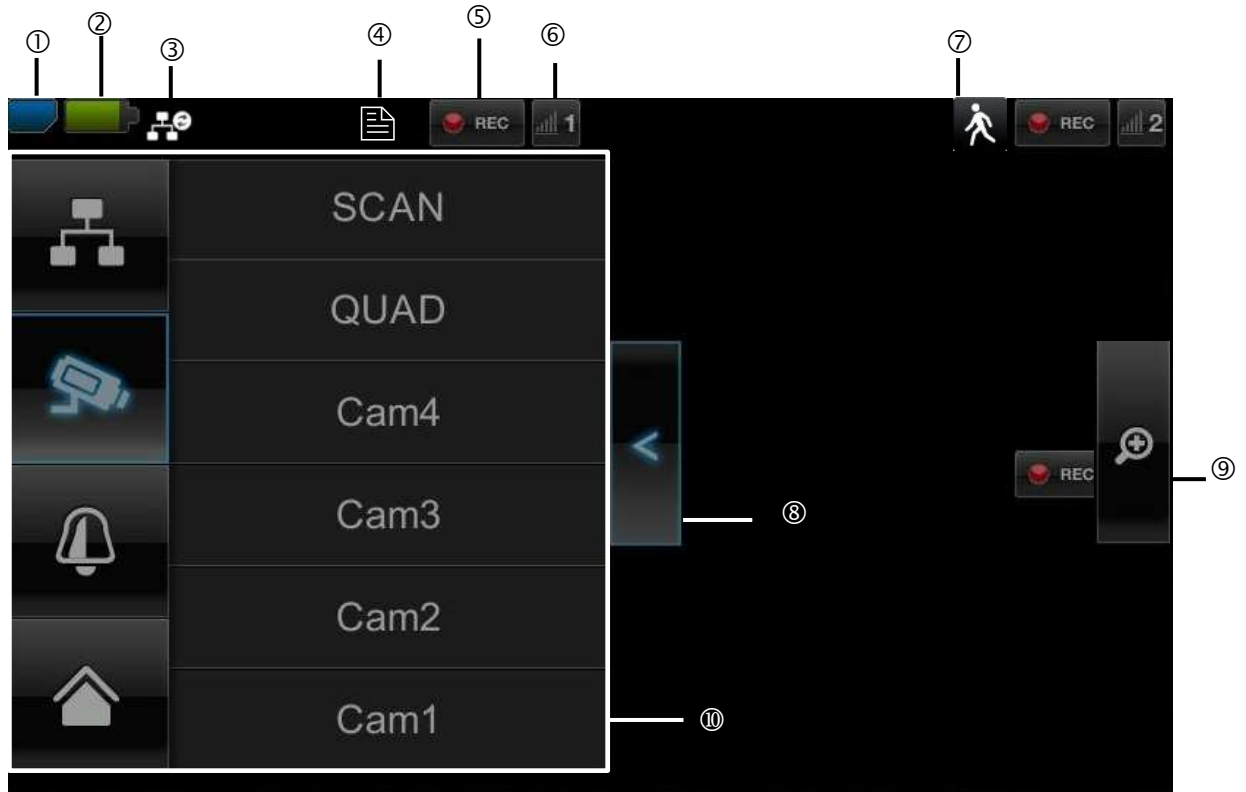 ① ② ③ ④ ⑤ ⑥ ⑦
REC 1 REC 2
SCAN
QUAD
Cam4
<
REC
⑨
Cam3
⑧
Cam2
Cam1
⑩